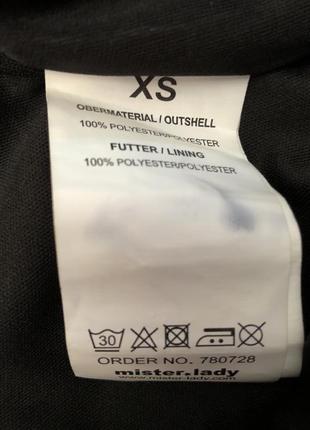 XS
OBERMATERIAL / OUTSHELL
100% POLYESTER/POLYESTER
FUTTER / LINING
100% POLYESTER/POLYESTER
30
ORDER NO. 780728
mister.lady
www.mister-lady.com